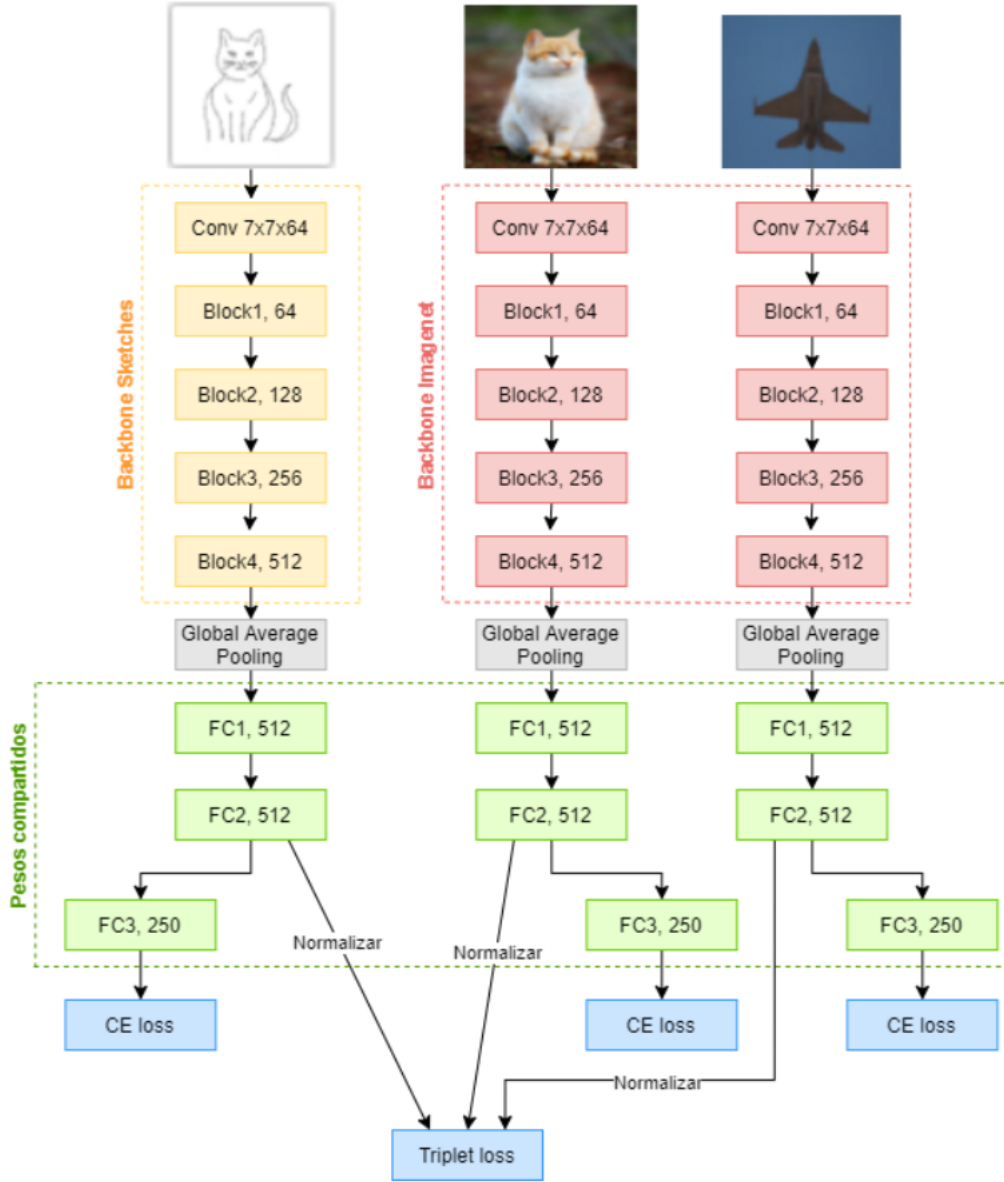 Backbone Sketches
Conv 7x7x64
Block1, 64
Block2, 128
Block3, 256
Block4, 512
Global Average
Pooling
Backbone Imagenet
Conv 7x7x64
Block1, 64
Block2, 128
Block3, 256
Block4, 512
Global Average
Pooling
Conv 7x7x64
Block1, 64
Block2, 128
Block3, 256
Block4, 512
Global Average
Pooling
Pesos compartidos
FC1, 512
FC2, 512
FC3, 250
CE loss
Normalizar
FC1, 512
FC2, 512
Normalizar
FC3, 250
CE loss
FC1, 512
FC2, 512
FC3, 250
CE loss
Normalizar
Triplet loss